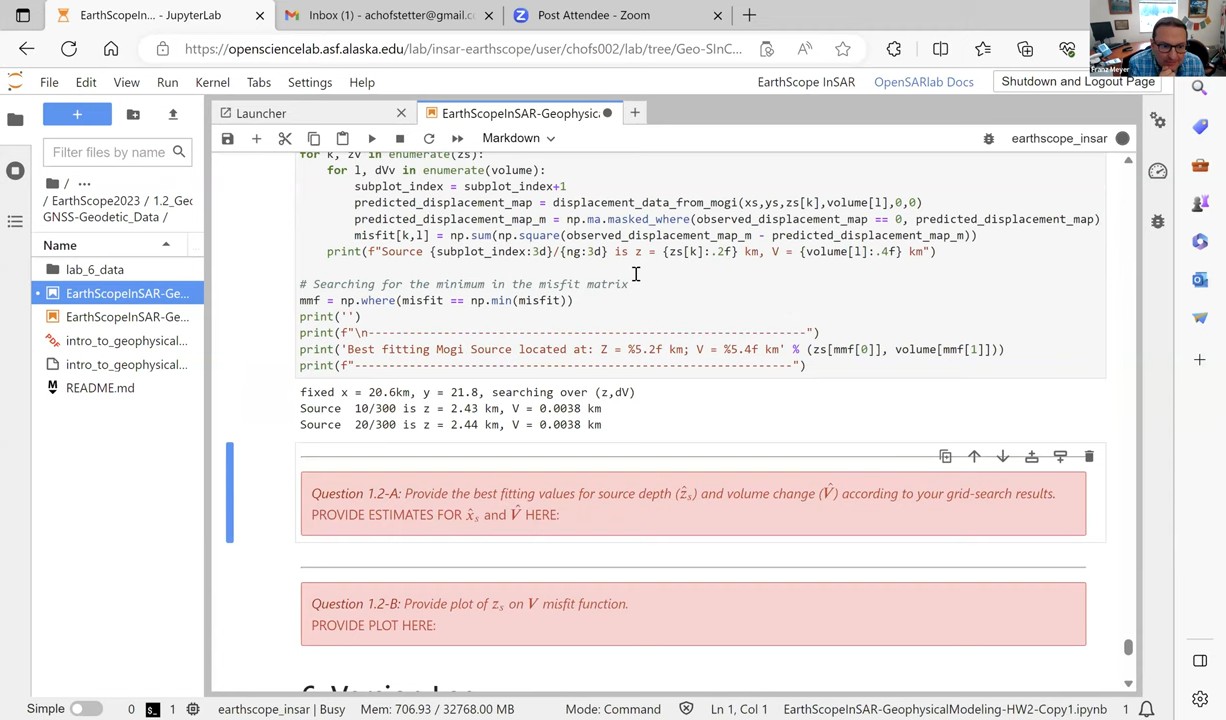 EarthScopeIn... - JupyterLab
Inbox (1) - achofstetter@gmail.c
Post Attendee - Zoom
https://opensciencelab.asf.alaska.edu/lab/insar-earthscope/user/chofs002/lab/tree/Geo-SInC...
Franz Meyer
File Edit View Run Kernel Tabs Settings Help
EarthScope InSAR
OpenSARlab Docs
Shutdown and Logout Page
Launcher
EarthScopeInSAR-Geophysic
Filter files by name
Markdown
earthscope_insar
/ ...
/ EarthScope2023 / 1.2_Geo
GNSS-Geodetic_Data /
Name
lab_6_data
EarthScopeInSAR-Ge...
EarthScopeInSAR-Ge...
intro_to_geophysical...
intro_to_geophysical...
README.md
for k, zv in enumerate(zs):
for l, dVv in enumerate(volume):
subplot_index = subplot_index+1
predicted_displacement_map = displacement_data_from_mogi(xs,ys,zs[k],volume[l],0,0)
predicted_displacement_map_m = np.ma.masked_where(observed_displacement_map == 0, predicted_displacement_map)
misfit[k,l] = np.sum(np.square(observed_displacement_map_m - predicted_displacement_map_m))
print(f"Source {subplot_index:3d}/{ng:3d} is z = {zs[k]:.2f} km, V = {volume[l]:.4f} km")
# Searching for the minimum in the misfit matrix
mmf = np.where(misfit == np.min(misfit))
print('')
print(f"\n-----------------------------------------------------")
print('Best fitting Mogi Source located at: Z = %5.2f km; V = %5.4f km' % (zs[mmf[0]], volume[mmf[1]]))
print(f"-----------------------------------------------------")
fixed x = 20.6km, y = 21.8, searching over (z,dV)
Source 10/300 is z = 2.43 km, V = 0.0038 km
Source 20/300 is z = 2.44 km, V = 0.0038 km
Question 1.2-A: Provide the best fitting values for source depth (ẑs) and volume change (V̂) according to your grid-search results.
PROVIDE ESTIMATES FOR x̂s and V̂ HERE:
Question 1.2-B: Provide plot of zs on V misfit function.
PROVIDE PLOT HERE:
Simple
0
1
earthscope_insar | Busy
Mem: 706.93 / 32768.00 MB
Mode: Command
Ln 1, Col 1
EarthScopeInSAR-GeophysicalModeling-HW2-Copy1.ipynb
1